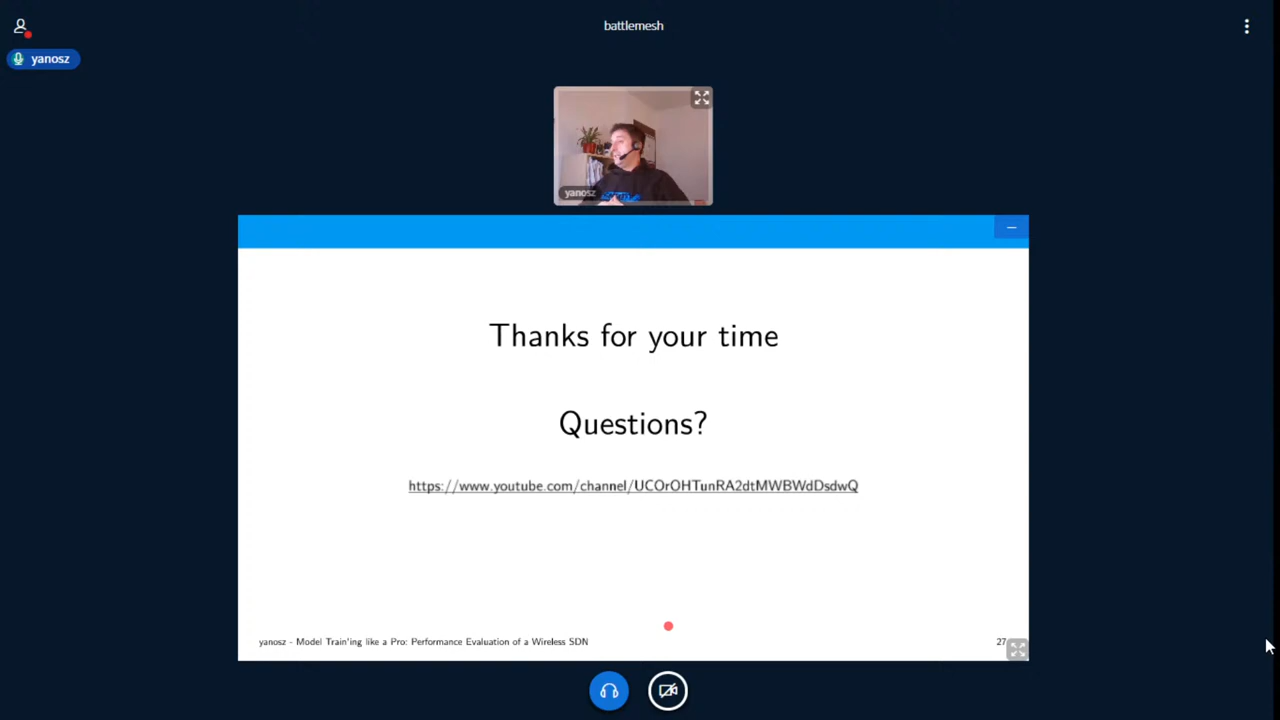 battlemesh
yanosz
yanosz
Thanks for your time
Questions?
https://www.youtube.com/channel/UCOrOHTunRA2dtMWBWdDsdwQ
yanosz - Model Train'ing like a Pro: Performance Evaluation of a Wireless SDN
27